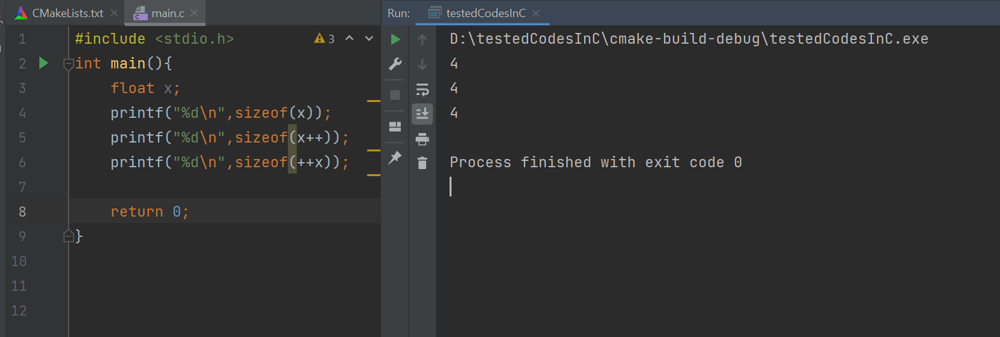 CMakeLists.txt
main.c
Run:
testedCodesInC
1 #include <stdio.h>
3
2 int main(){
3 float x;
4 printf("%d\n",sizeof(x));
5 printf("%d\n",sizeof(x++));
6 printf("%d\n",sizeof(++x));
7
8 return 0;
9 }
10
11
12
D:\testedCodesInC\cmake-build-debug\testedCodesInC.exe
4
4
4
Process finished with exit code 0